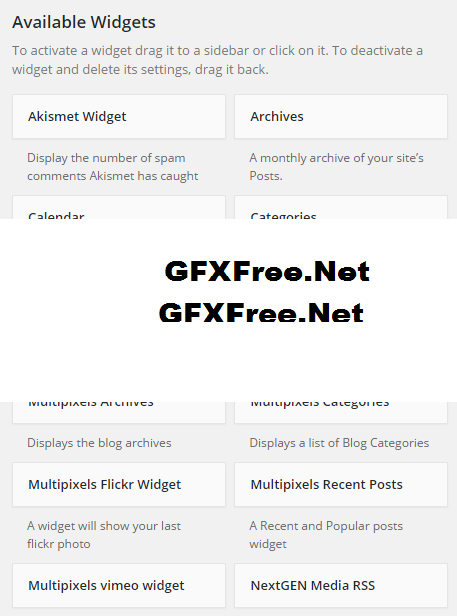 Available Widgets
To activate a widget drag it to a sidebar or click on it. To deactivate a
widget and delete its settings, drag it back.
Akismet Widget
Archives
Display the number of spam
comments Akismet has caught
A monthly archive of your site’s
Posts.
Calendar
Categories
GFXFree.Net
GFXFree.Net
Multipixels Archives
Multipixels Categories
Displays the blog archives
Displays a list of Blog Categories
Multipixels Flickr Widget
Multipixels Recent Posts
A widget will show your last
flickr photo
A Recent and Popular posts
widget
Multipixels vimeo widget
NextGEN Media RSS